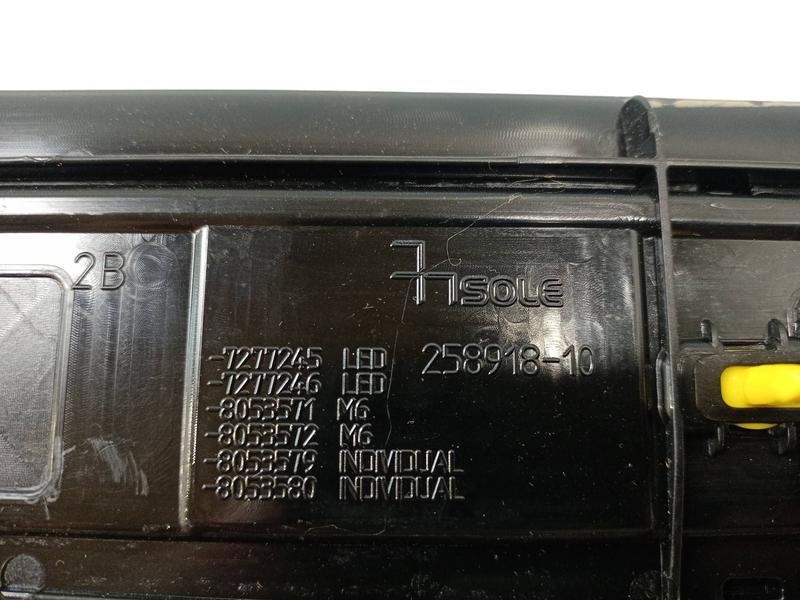 2B
SOLE
-7277245 LED 258918-10
-7277246 LED
-8053571 M6
-8053572 M6
-8053579 INDIVIDUAL
-8053580 INDIVIDUAL